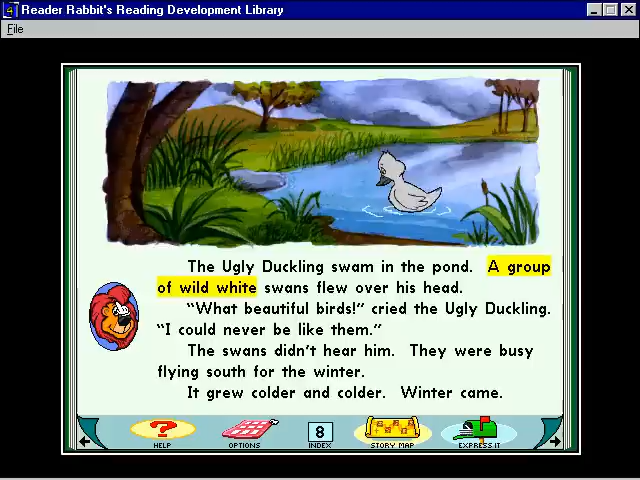 Reader Rabbit's Reading Development Library
File
The Ugly Duckling swam in the pond. A group
of wild white swans flew over his head.
“What beautiful birds!” cried the Ugly Duckling.
“I could never be like them.”
The swans didn't hear him. They were busy
flying south for the winter.
It grew colder and colder. Winter came.
? 8
HELP OPTIONS INDEX STORY MAP EXPRESS IT